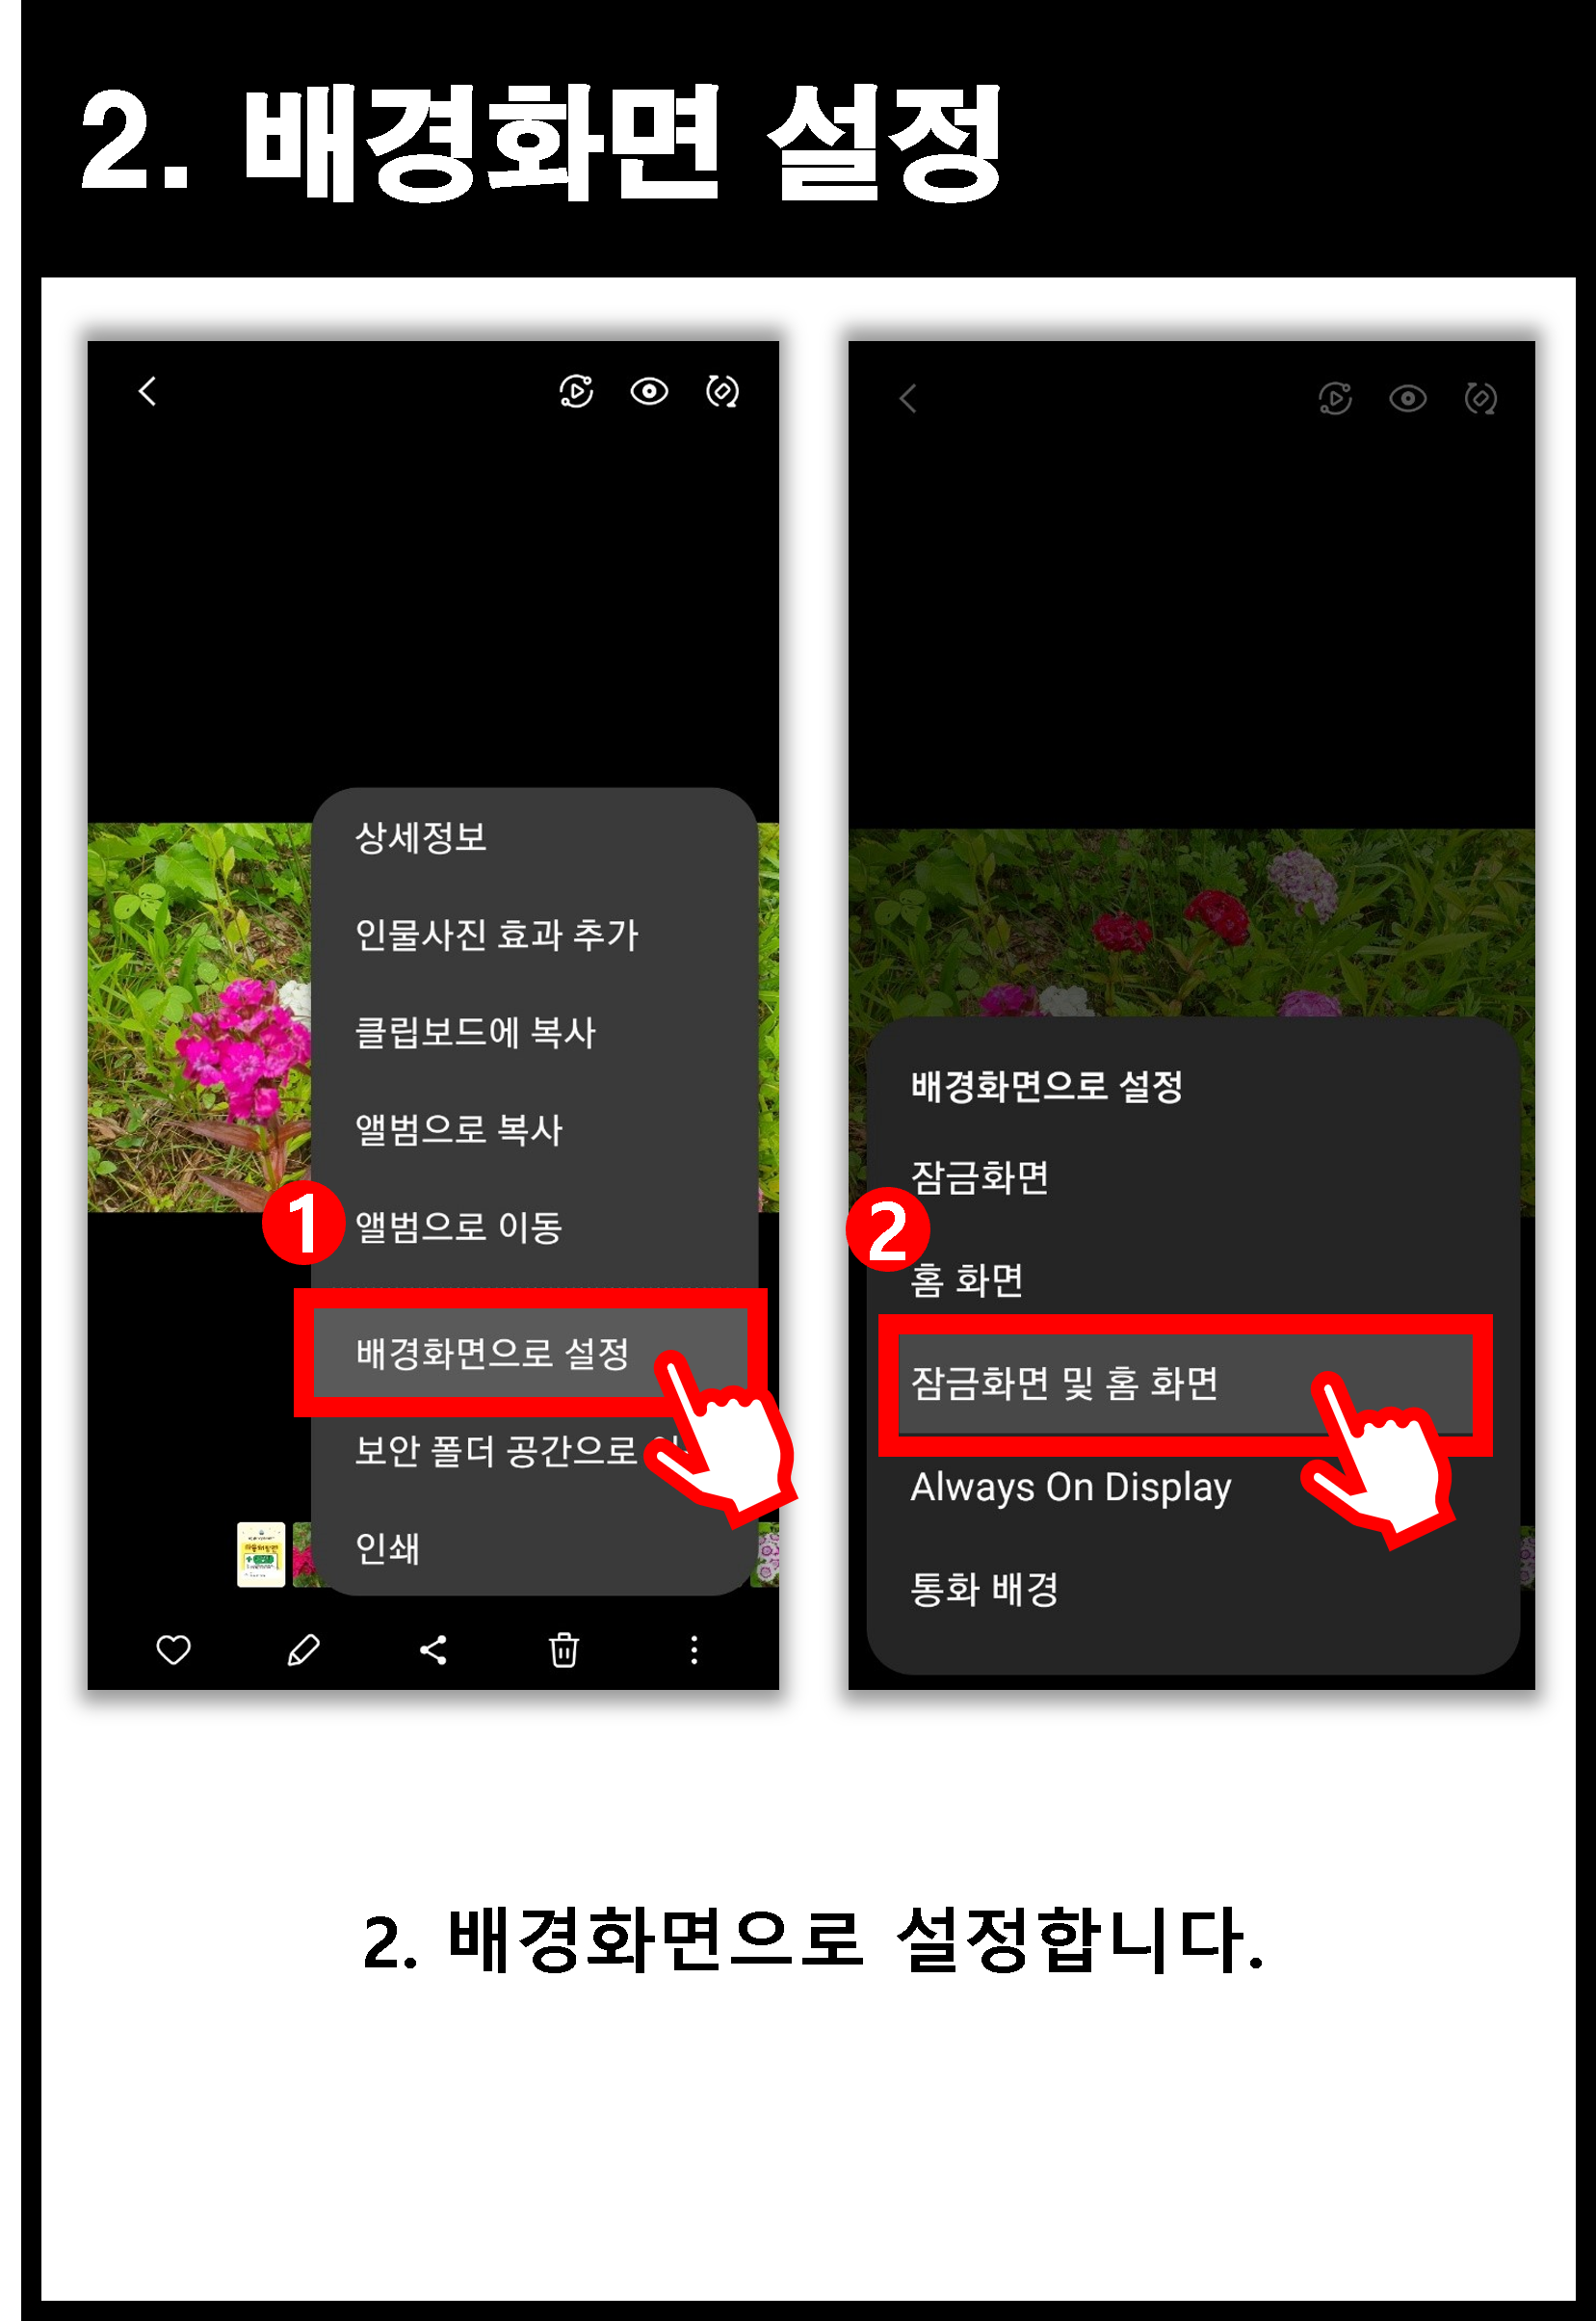 2. 배경화면 설정
상세정보
인물사진 효과 추가
클립보드에 복사
앨범으로 복사
1
앨범으로 이동
배경화면으로 설정
보안 폴더 공간으로
인쇄
배경화면으로 설정
잠금화면
2
홈 화면
잠금화면 및 홈 화면
Always On Display
통화 배경
2. 배경화면으로 설정합니다.